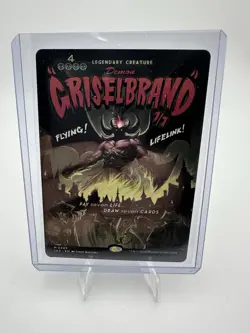 4
LEGENDARY CREATURE
Demon
"GRISELBRAND"
7/7
FLYING!
LIFELINK!
PAY seven LIFE...
DRAW seven CARDS